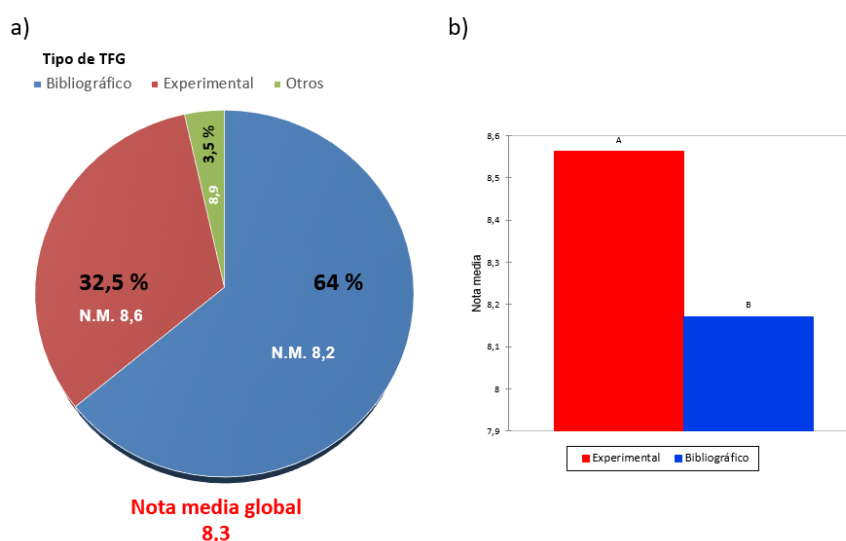 a)
Tipo de TFG
Bibliográfico Experimental Otros
3,5 %
8,9
32,5 %
N.M. 8,6
64 %
N.M. 8,2
Nota media global
8,3
b)
Nota media
8,6
8,5
8,4
8,3
8,2
8,1
8
7,9
A
B
Experimental Bibliográfico